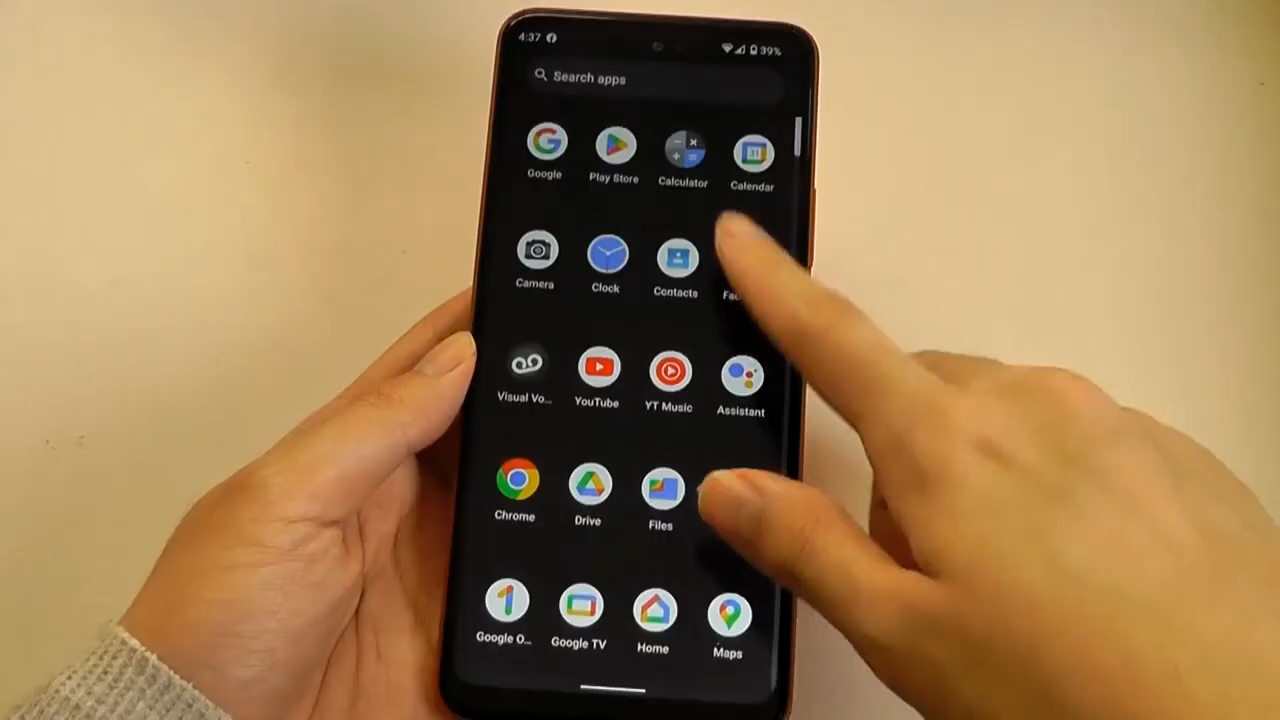 4:37 39%
Search apps
Google Play Store Calculator Calendar
31
Camera Clock Contacts
Visual Vo... YouTube YT Music Assistant
Chrome Drive Files
Google O... Google TV Home Maps